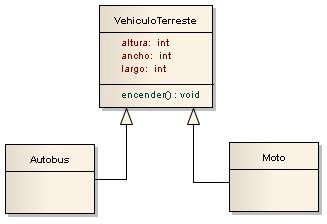 VehiculoTerreste
altura: int
ancho: int
largo: int
encender() : void
Autobus
Moto